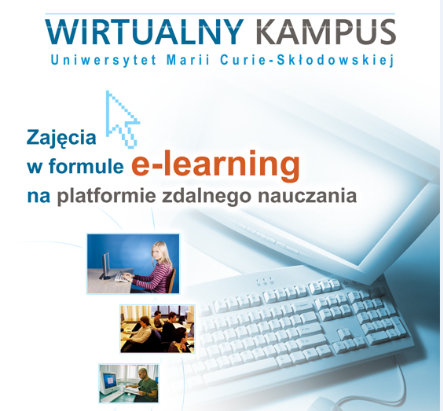 WIRTUALNY KAMPUS
Uniwersytet Marii Curie-Skłodowskiej
Zajęcia
w formule e-learning
na platformie zdalnego nauczania